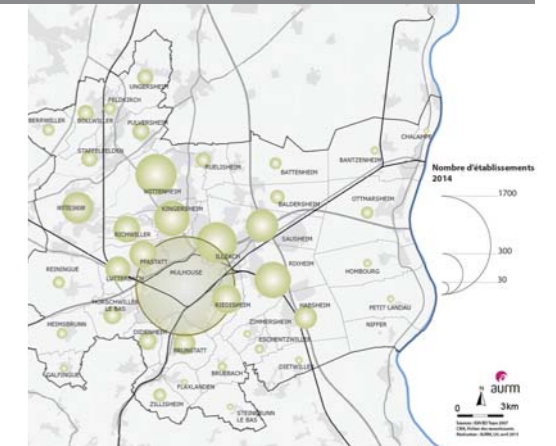 UNGERSHEIM
FELDKIRCH
BERRWILLER
BOLLWILLER
PULVERSHEIM
STAFFELFELDEN
RUELISHEIM
BATTENHEIM
BANTZENHEIM
CHALAMPE
Nombre d'établissements
2014
1700
300
30
WITTENHEIM
WITTELSHEIM
KINGERSHEIM
BALDERSHEIM
OTTMARSHEIM
RICHWILLER
ILLZACH
SAUSHEIM
PFASTATT
REININGUE
LUTTERBACH
MULHOUSE
RIXHEIM
HOMBOURG
MORSCHWILLER
LE BAS
RIEDISHEIM
HABSHEIM
PETIT LANDAU
NIFFER
HEIMSBRUNN
DIDENHEIM
BRUNSTATT
ZIMMERSHEIM
ESCHENTZWILLER
GALFINGUE
BRUEBACH
DIETWILLER
FLAXLANDEN
ZILLISHEIM
STEINBRUNN
LE BAS
N
aurm
0 3km